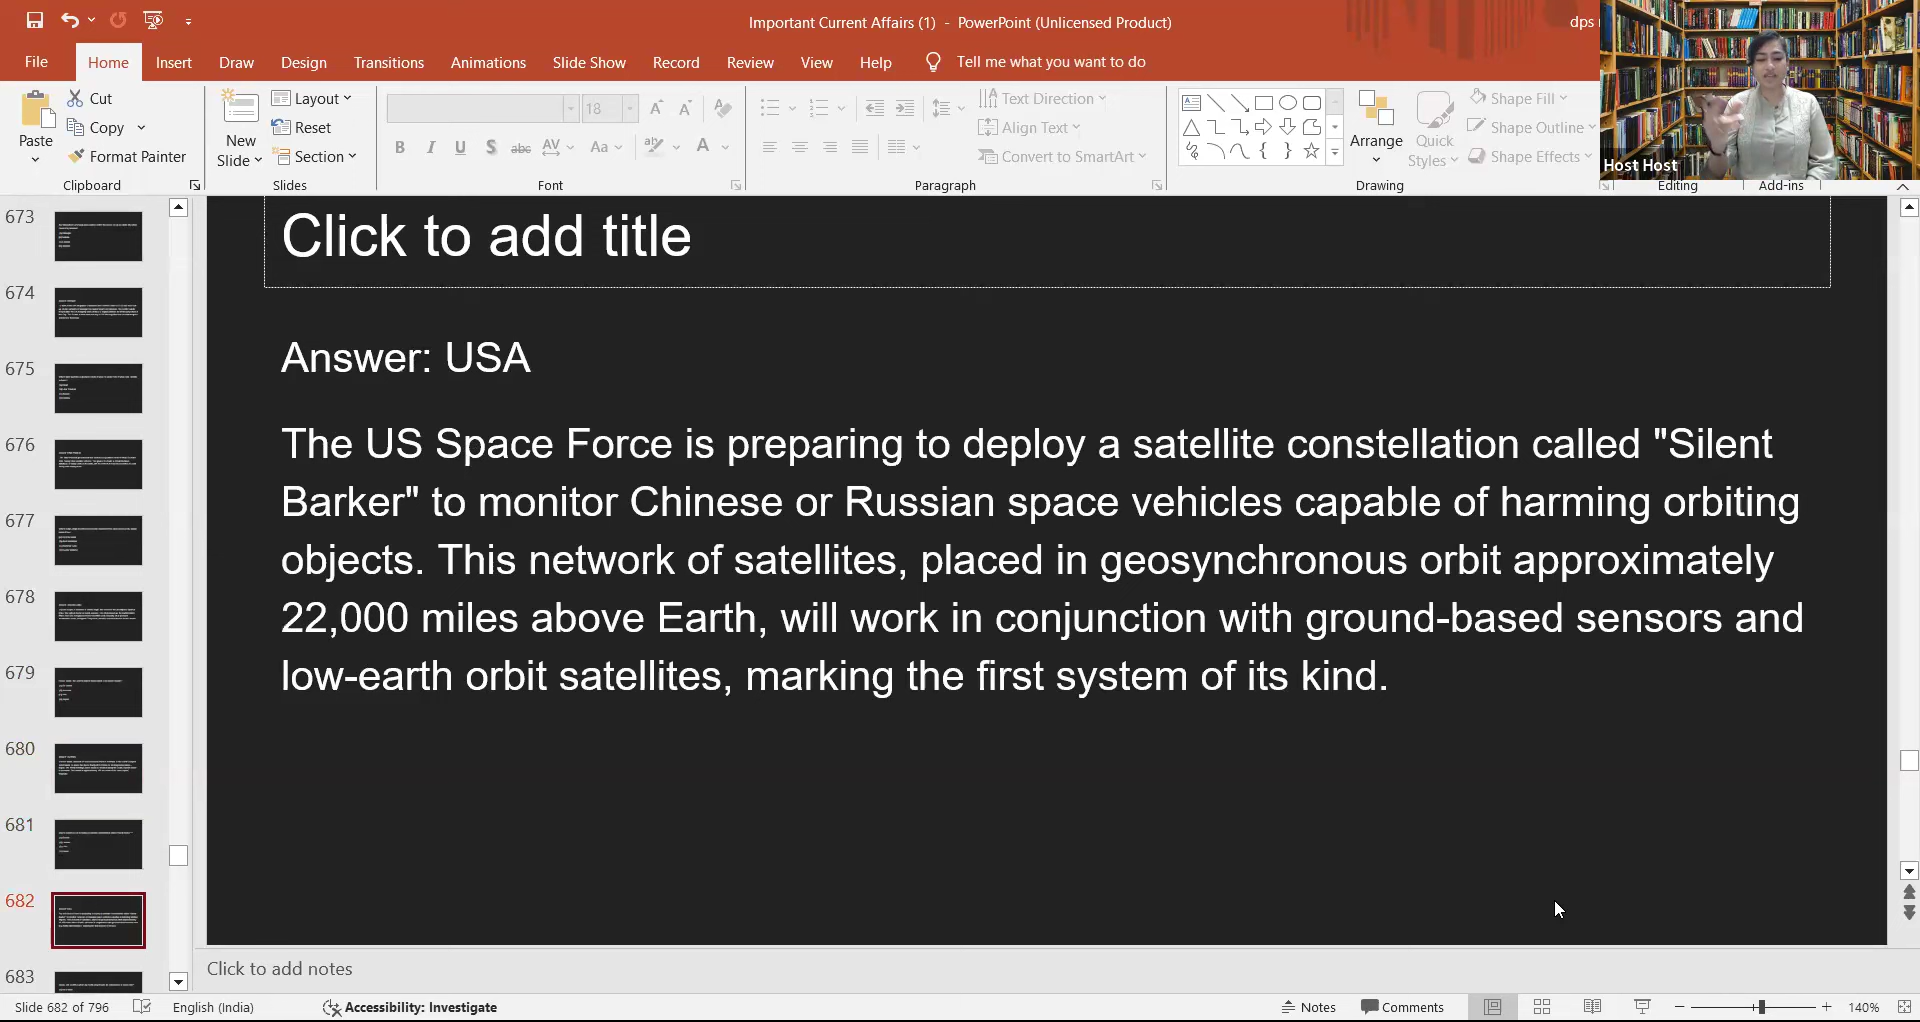 Important Current Affairs (1) - PowerPoint (Unlicensed Product)
dps
File
Home
Insert
Draw
Design
Transitions
Animations
Slide Show
Record
Review
View
Help
Tell me what you want to do
Paste
Cut
Copy
Format Painter
Clipboard
New Slide
Layout
Reset
Section
Slides
18
B I U S abc AV Aa A
Font
Text Direction
Align Text
Convert to SmartArt
Paragraph
Arrange
Quick Styles
Shape Fill
Shape Outline
Shape Effects
Drawing
Editing
Add-ins
Host Host
673
674
675
676
677
678
679
680
681
682
683
Click to add title
Answer: USA
The US Space Force is preparing to deploy a satellite constellation called "Silent
Barker" to monitor Chinese or Russian space vehicles capable of harming orbiting
objects. This network of satellites, placed in geosynchronous orbit approximately
22,000 miles above Earth, will work in conjunction with ground-based sensors and
low-earth orbit satellites, marking the first system of its kind.
Click to add notes
Slide 682 of 796
English (India)
Accessibility: Investigate
Notes
Comments
140%